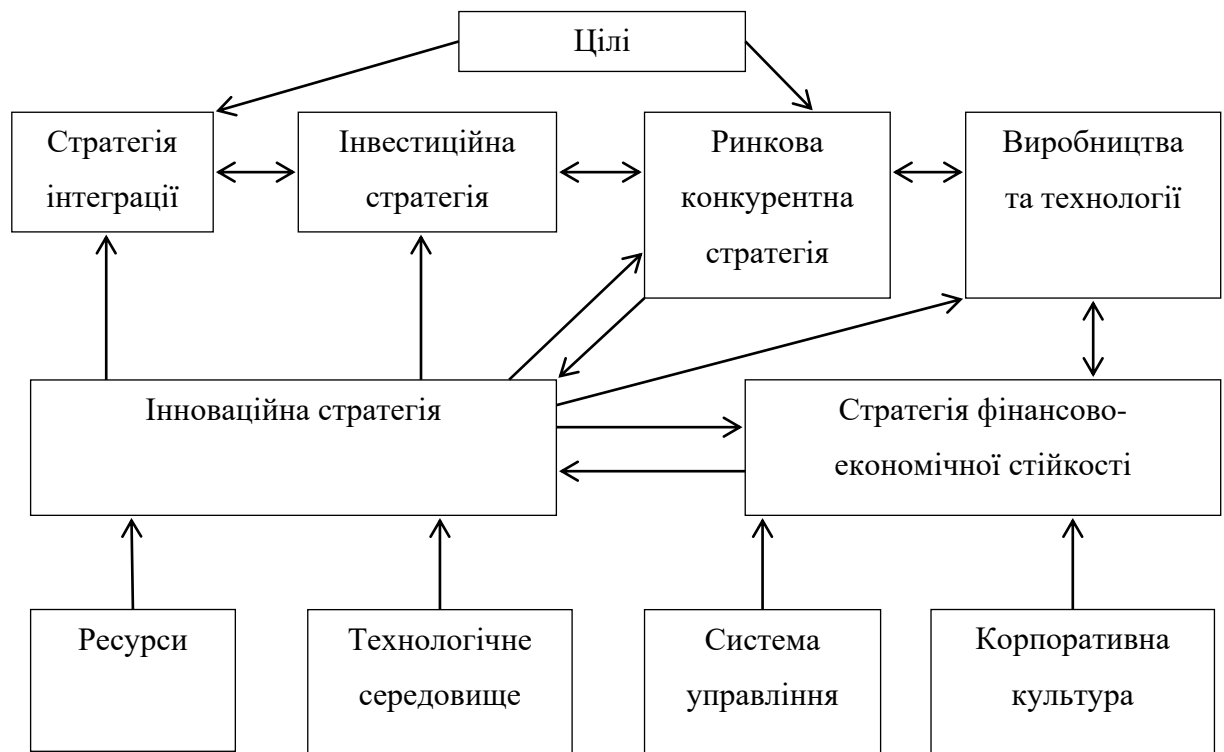 Цілі
Стратегія
інтеграції
Інвестиційна
стратегія
Ринкова
конкурентна
стратегія
Виробництва
та технології
Інноваційна стратегія
Стратегія фінансово-
економічної стійкості
Ресурси
Технологічне
середовище
Система
управління
Корпоративна
культура